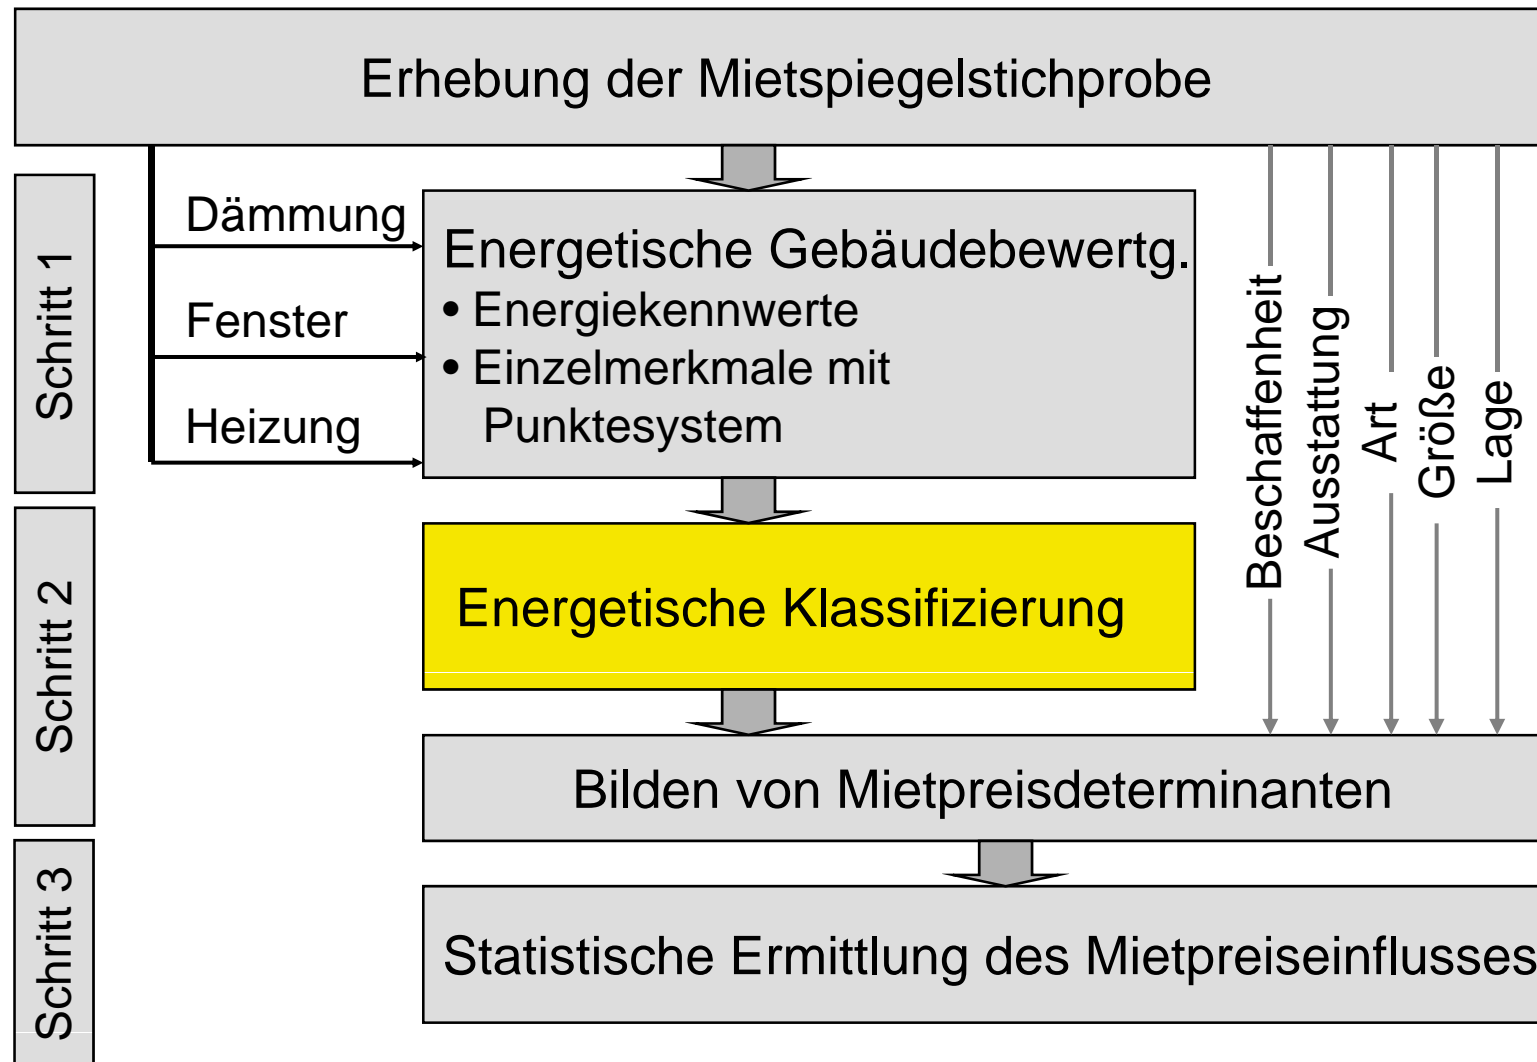 Erhebung der Mietspiegelstichprobe
Schritt 1
Dämmung
Fenster
Heizung
Energetische Gebäudebewertg.
• Energiekennwerte
• Einzelmerkmale mit
Punktesystem
Beschaffenheit
Ausstattung
Art
Größe
Lage
Schritt 2
Energetische Klassifizierung
Bilden von Mietpreisdeterminanten
Schritt 3
Statistische Ermittlung des Mietpreiseinflusses